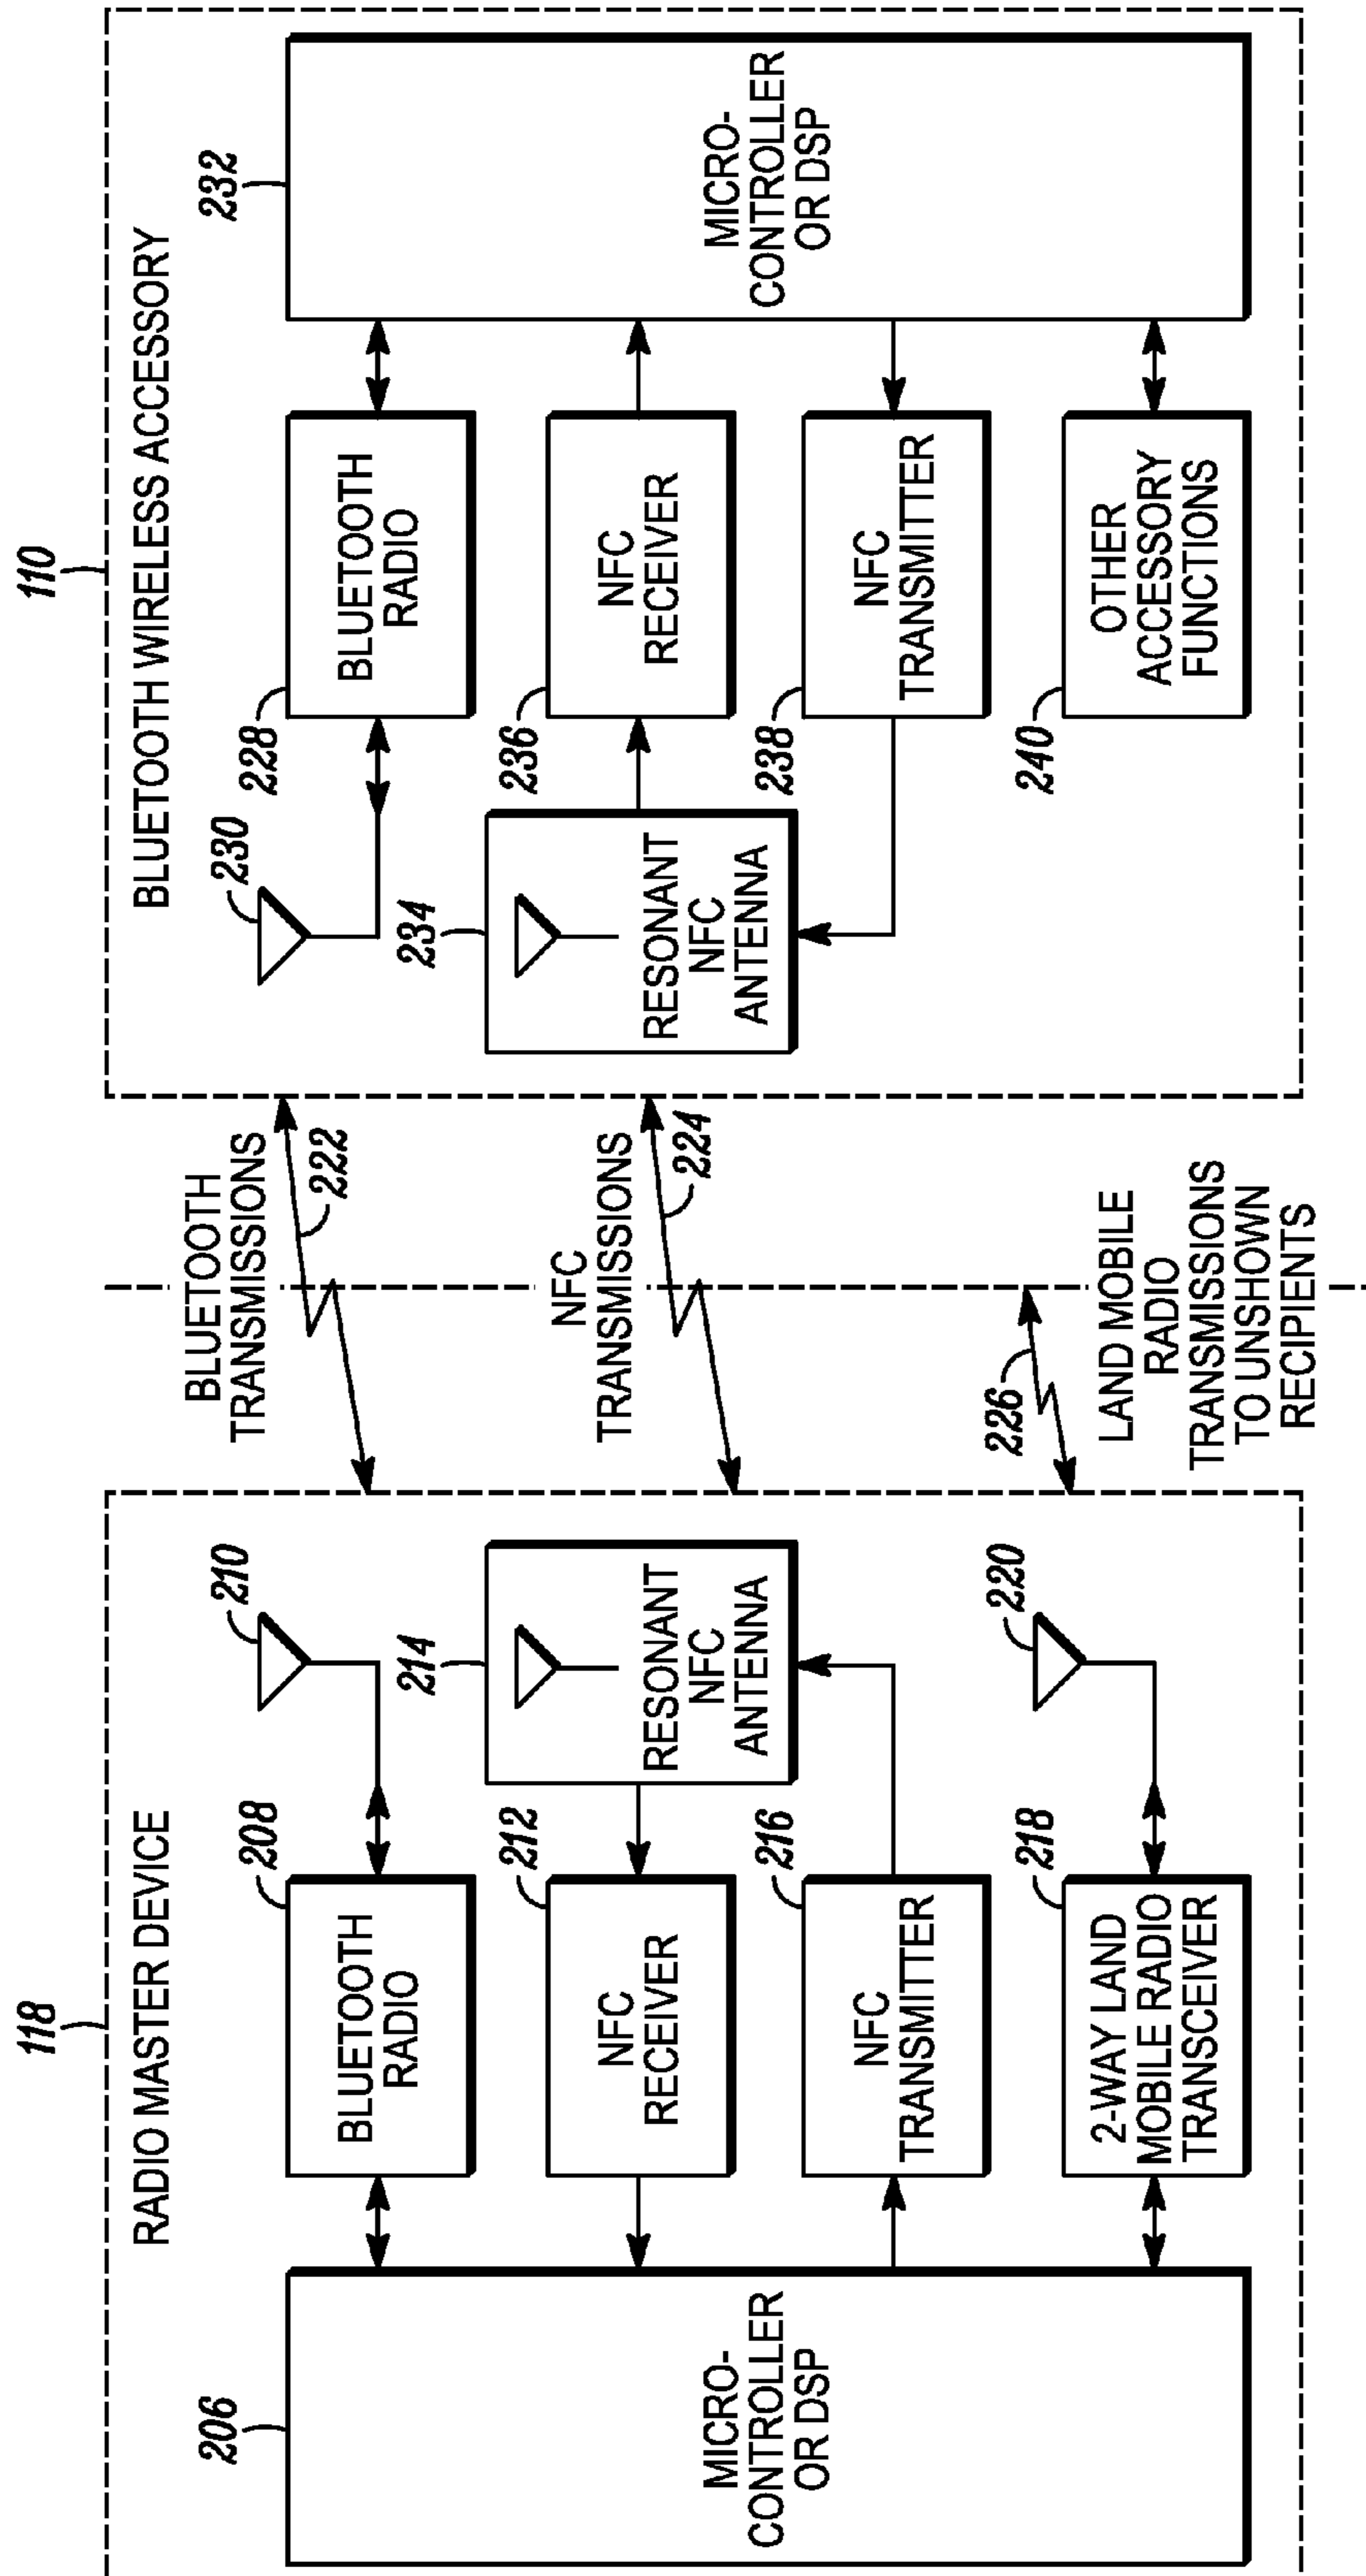 118
RADIO MASTER DEVICE
206
MICRO-
CONTROLLER
OR DSP
208
BLUETOOTH
RADIO
210
212
NFC
RECEIVER
214
RESONANT
NFC
ANTENNA
216
NFC
TRANSMITTER
218
2-WAY LAND
MOBILE RADIO
TRANSCEIVER
220
BLUETOOTH
TRANSMISSIONS
222
NFC
TRANSMISSIONS
224
226
LAND MOBILE
RADIO
TRANSMISSIONS
TO UNSHOWN
RECIPIENTS
110
BLUETOOTH WIRELESS ACCESSORY
230
228
BLUETOOTH
RADIO
232
MICRO-
CONTROLLER
OR DSP
234
RESONANT
NFC
ANTENNA
236
NFC
RECEIVER
238
NFC
TRANSMITTER
240
OTHER
ACCESSORY
FUNCTIONS